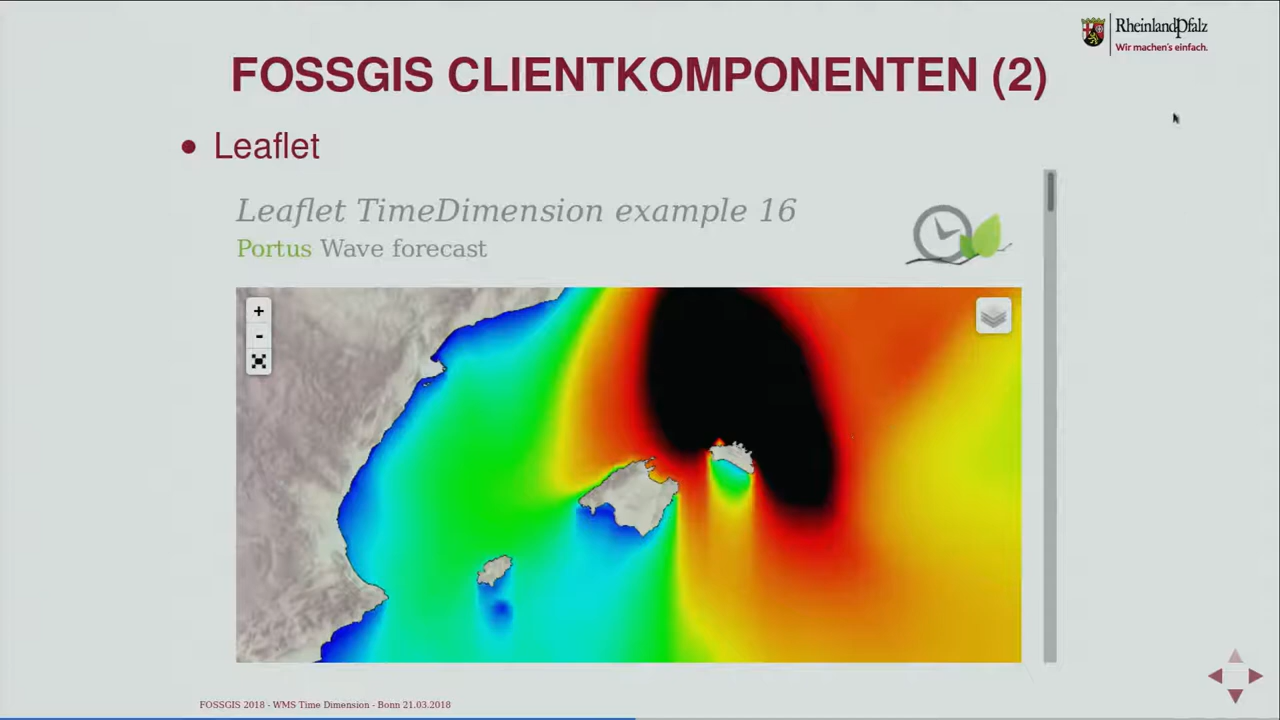 RheinlandPfalz
Wir machen's einfach.
FOSSGIS CLIENTKOMPONENTEN (2)
Leaflet
Leaflet TimeDimension example 16
Portus Wave forecast
+
-
FOSSGIS 2018 - WMS Time Dimension - Bonn 21.03.2018